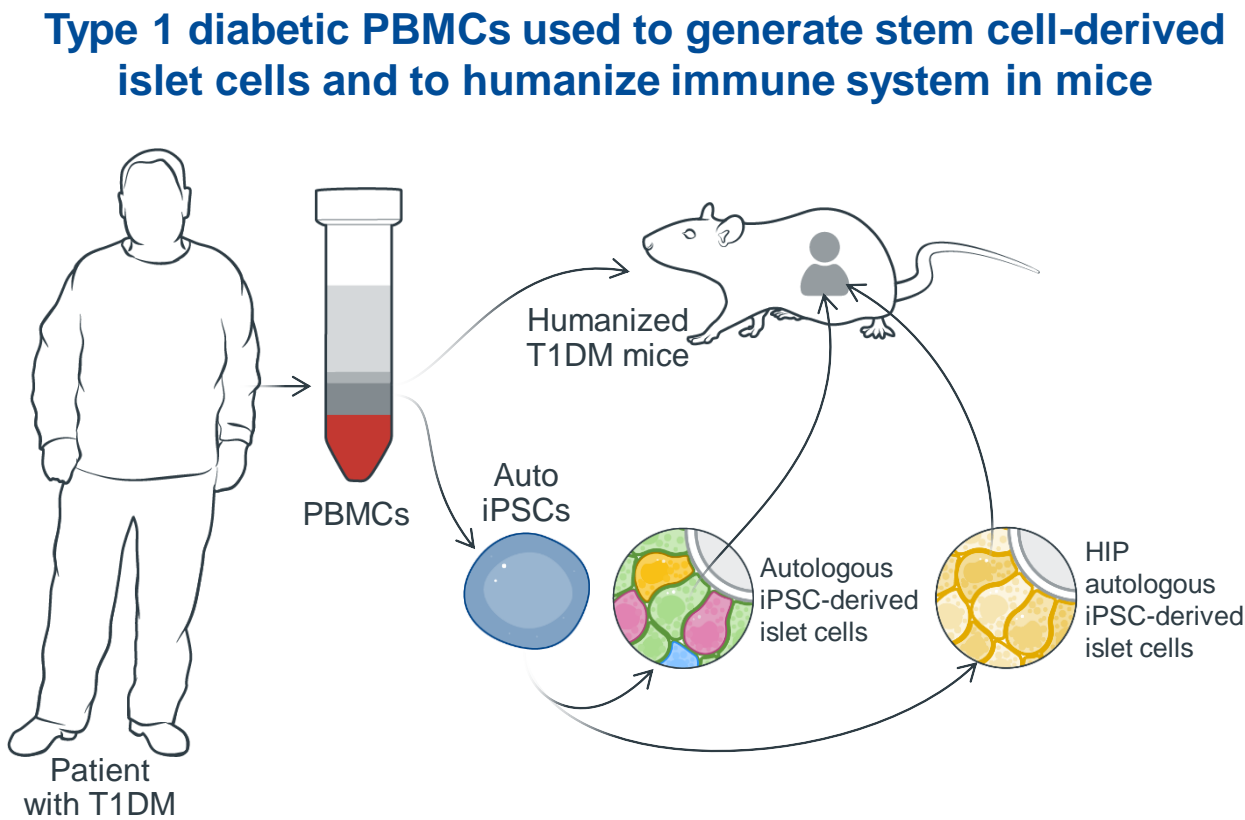 Type 1 diabetic PBMCs used to generate stem cell-derived
islet cells and to humanize immune system in mice
Patient
with T1DM
PBMCs
Humanized
T1DM mice
Auto
iPSCs
Autologous
iPSC-derived
islet cells
HIP
autologous
iPSC-derived
islet cells